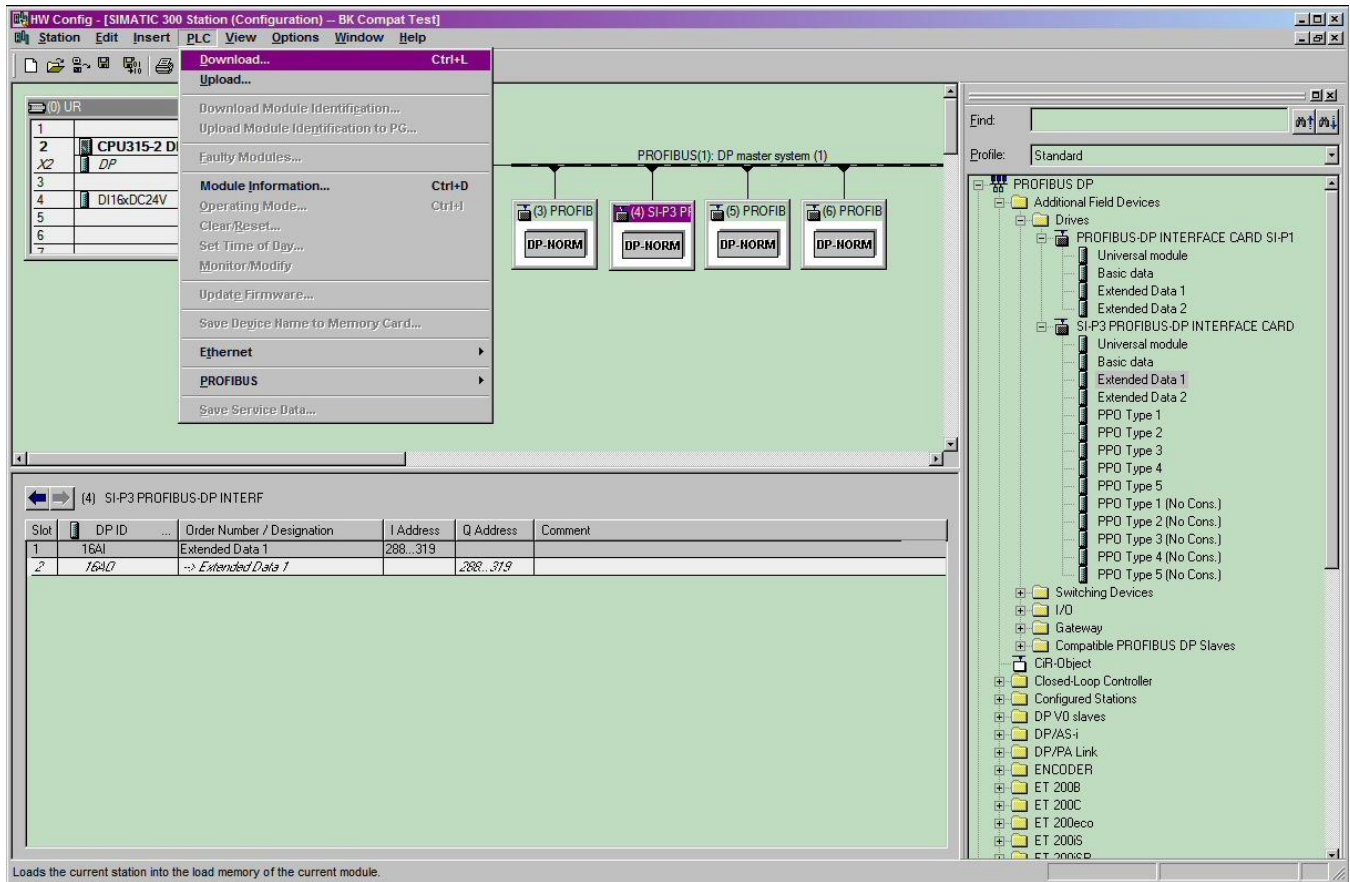 HW Config - [SIMATIC 300 Station (Configuration) -- BK Compat Test]
Station Edit Insert PLC View Options Window Help
Download... Ctrl+L
Upload...
Download Module Identification...
Upload Module Identification to PG...
Faulty Modules...
Module Information... Ctrl+D
Operating Mode... Ctrl+I
Clear/Reset...
Set Time of Day...
Monitor/Modify
Update Firmware...
Save Device Name to Memory Card...
Ethernet
PROFIBUS
Save Service Data...
(0) UR
1
2 CPU315-2 D
X2 DP
3
4 DI16xDC24V
5
6
7
PROFIBUS(1): DP master system (1)
(3) PROFIB (4) SI-P3 PF (5) PROFIB (6) PROFIB
DP-NORM DP-NORM DP-NORM DP-NORM
(4) SI-P3 PROFIBUS-DP INTERF
Slot DP ID ... Order Number / Designation I Address Q Address Comment
1 16AI Extended Data 1 288...319
2 16AO --> Extended Data 1 288...319
Find:
Profile: Standard
PROFIBUS DP
Additional Field Devices
Drives
PROFIBUS-DP INTERFACE CARD SI-P1
Universal module
Basic data
Extended Data 1
Extended Data 2
SI-P3 PROFIBUS-DP INTERFACE CARD
Universal module
Basic data
Extended Data 1
Extended Data 2
PPO Type 1
PPO Type 2
PPO Type 3
PPO Type 4
PPO Type 5
PPO Type 1 (No Cons.)
PPO Type 2 (No Cons.)
PPO Type 3 (No Cons.)
PPO Type 4 (No Cons.)
PPO Type 5 (No Cons.)
Switching Devices
I/O
Gateway
Compatible PROFIBUS DP Slaves
CiR-Object
Closed-Loop Controller
Configured Stations
DP V0 slaves
DP/AS-i
DP/PA Link
ENCODER
ET 200B
ET 200C
ET 200eco
ET 200iS
ET 200iSP
Loads the current station into the load memory of the current module.